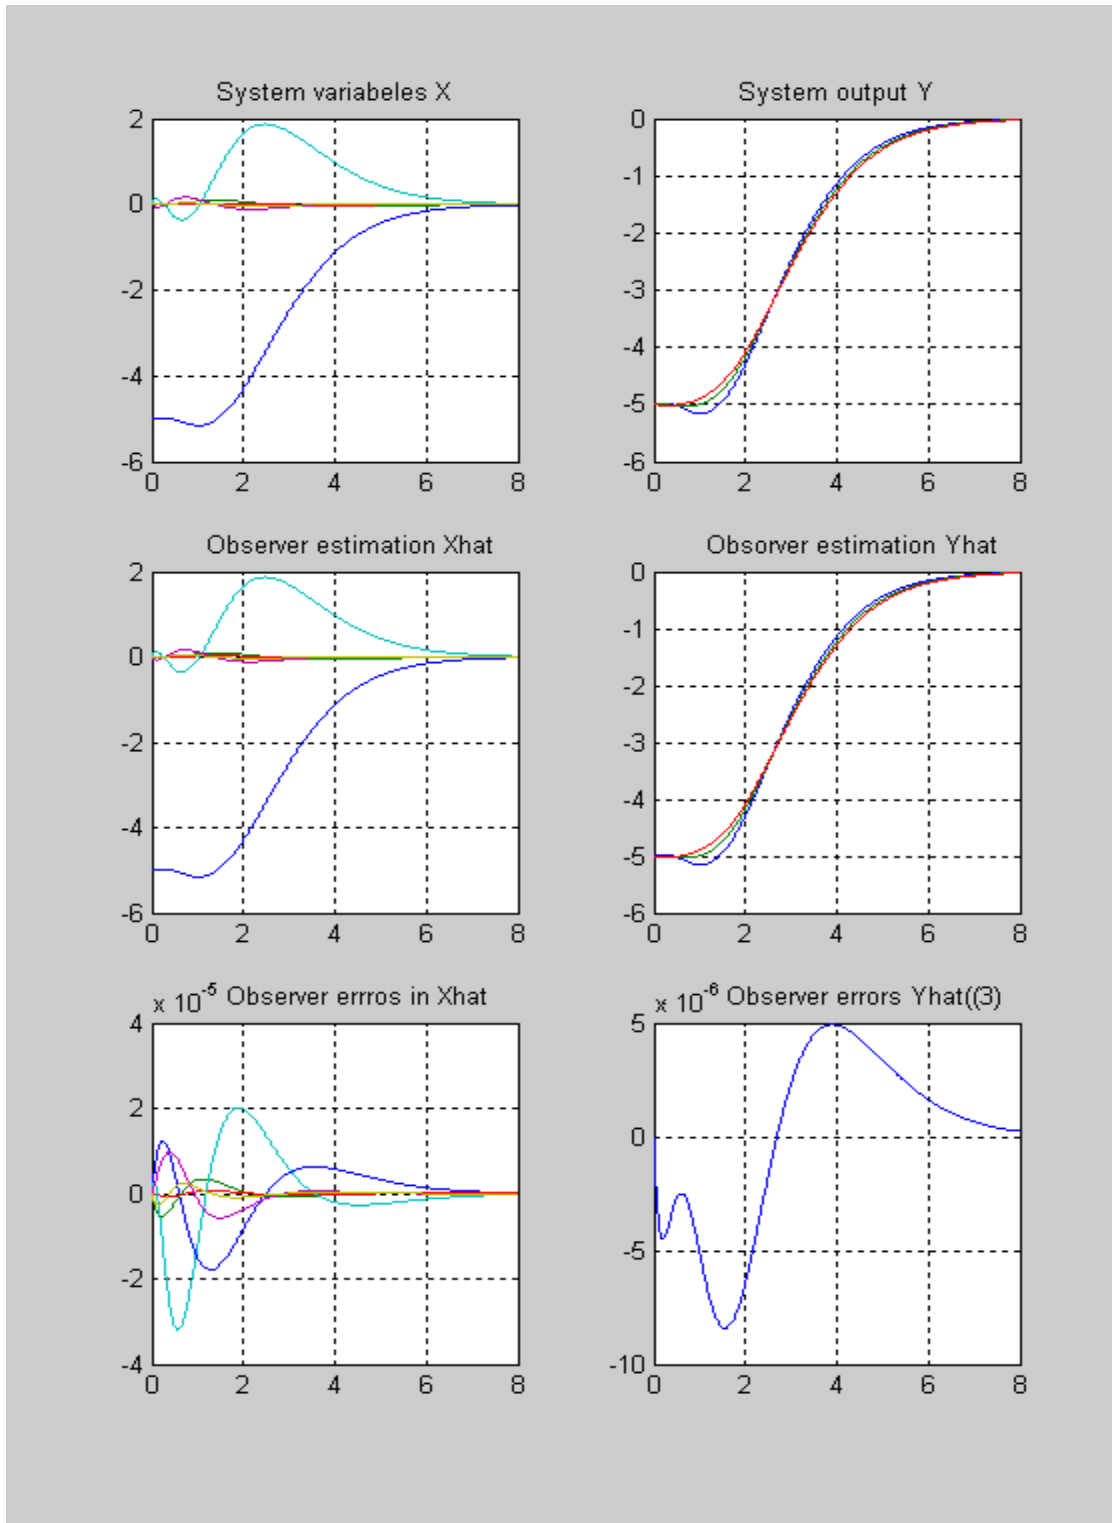 System variabeles X
System output Y
2
0
-2
-4
-6
0 2 4 6 8
0
-1
-2
-3
-4
-5
-6
0 2 4 6 8
Observer estimation Xhat
Obsorver estimation Yhat
2
0
-2
-4
-6
0 2 4 6 8
0
-1
-2
-3
-4
-5
-6
0 2 4 6 8
x 10^-5 Observer erros in Xhat
x 10^-6 Observer errors Yhat((3)
4
2
0
-2
-4
0 2 4 6 8
5
0
-5
-10
0 2 4 6 8